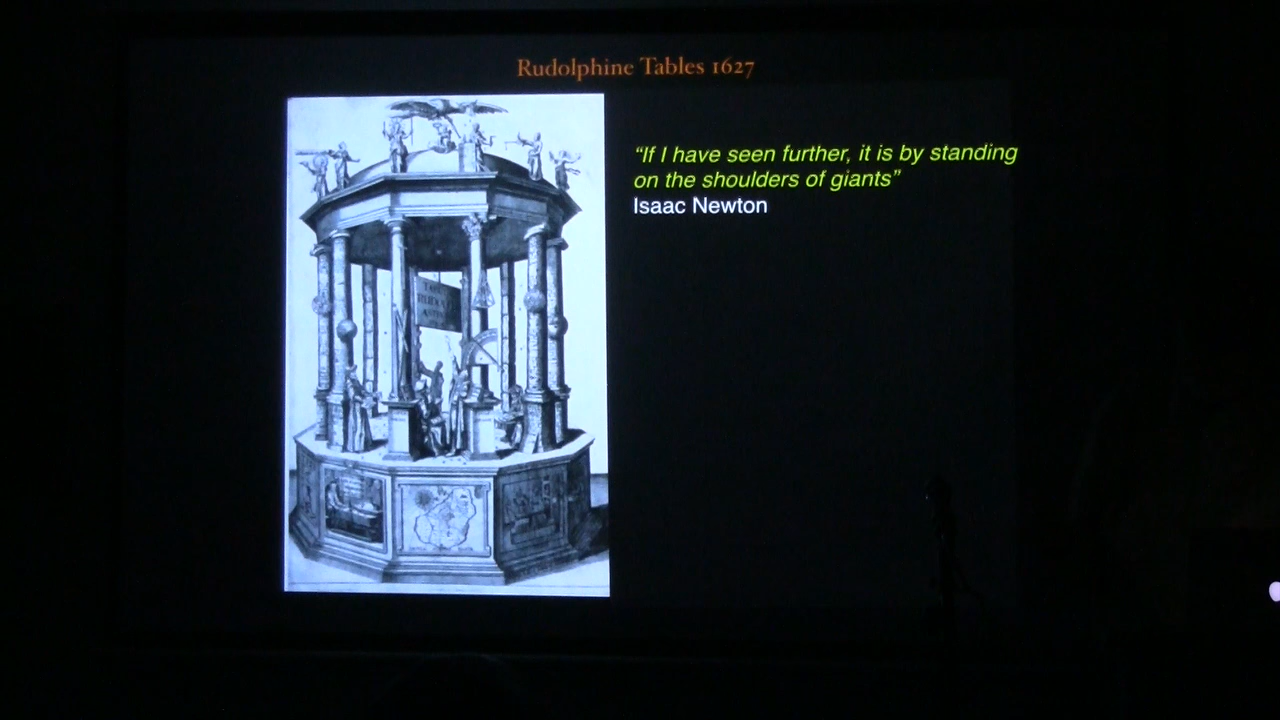 Rudolphine Tables 1627
“If I have seen further, it is by standing
on the shoulders of giants”
Isaac Newton